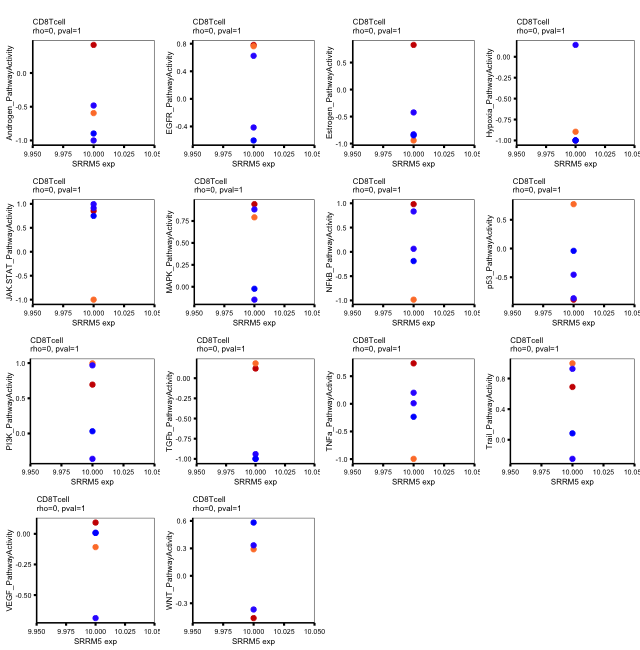 CD8Tcell
rho=0, pval=1
Androgen_PathwayActivity
0.0
-0.5
-1.0
9.950 9.975 10.000 10.025 10.05
SRRM5 exp
CD8Tcell
rho=0, pval=1
EGFR_PathwayActivity
0.8
0.4
0.0
-0.4
9.950 9.975 10.000 10.025 10.05
SRRM5 exp
CD8Tcell
rho=0, pval=1
Estrogen_PathwayActivity
0.5
0.0
-0.5
-1.0
9.950 9.975 10.000 10.025 10.05
SRRM5 exp
CD8Tcell
rho=0, pval=1
Hypoxia_PathwayActivity
0.00
-0.25
-0.50
-0.75
-1.00
9.950 9.975 10.000 10.025 10.05
SRRM5 exp
CD8Tcell
rho=0, pval=1
JAK.STAT_PathwayActivity
1.0
0.5
0.0
-0.5
-1.0
9.950 9.975 10.000 10.025 10.05
SRRM5 exp
CD8Tcell
rho=0, pval=1
MAPK_PathwayActivity
0.75
0.50
0.25
0.00
9.950 9.975 10.000 10.025 10.05
SRRM5 exp
CD8Tcell
rho=0, pval=1
NFkB_PathwayActivity
1.0
0.5
0.0
-0.5
-1.0
9.950 9.975 10.000 10.025 10.05
SRRM5 exp
CD8Tcell
rho=0, pval=1
p53_PathwayActivity
0.5
0.0
-0.5
9.950 9.975 10.000 10.025 10.05
SRRM5 exp
CD8Tcell
rho=0, pval=1
PI3K_PathwayActivity
1.0
0.5
0.0
9.950 9.975 10.000 10.025 10.05
SRRM5 exp
CD8Tcell
rho=0, pval=1
TGFb_PathwayActivity
0.00
-0.25
-0.50
-0.75
-1.00
9.950 9.975 10.000 10.025 10.05
SRRM5 exp
CD8Tcell
rho=0, pval=1
TNFa_PathwayActivity
0.5
0.0
-0.5
-1.0
9.950 9.975 10.000 10.025 10.05
SRRM5 exp
CD8Tcell
rho=0, pval=1
Trail_PathwayActivity
0.8
0.4
0.0
9.950 9.975 10.000 10.025 10.05
SRRM5 exp
CD8Tcell
rho=0, pval=1
VEGF_PathwayActivity
0.00
-0.25
-0.50
9.950 9.975 10.000 10.025 10.05
SRRM5 exp
CD8Tcell
rho=0, pval=1
WNT_PathwayActivity
0.6
0.3
0.0
-0.3
9.950 9.975 10.000 10.025 10.050
SRRM5 exp